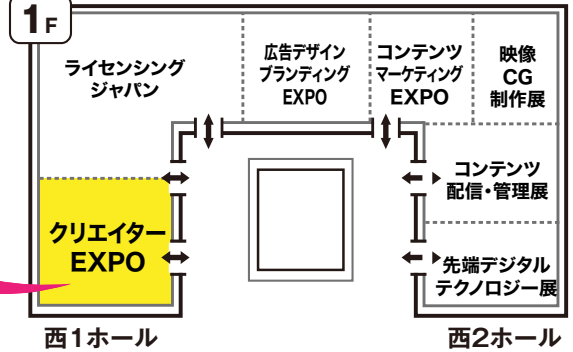 1F
ライセンシング
ジャパン
広告デザイン
ブランディング
EXPO
コンテンツ
マーケティング
EXPO
映像
CG
制作展
コンテンツ
配信・管理展
クリエイター
EXPO
先端デジタル
テクノロジー展
西1ホール
西2ホール